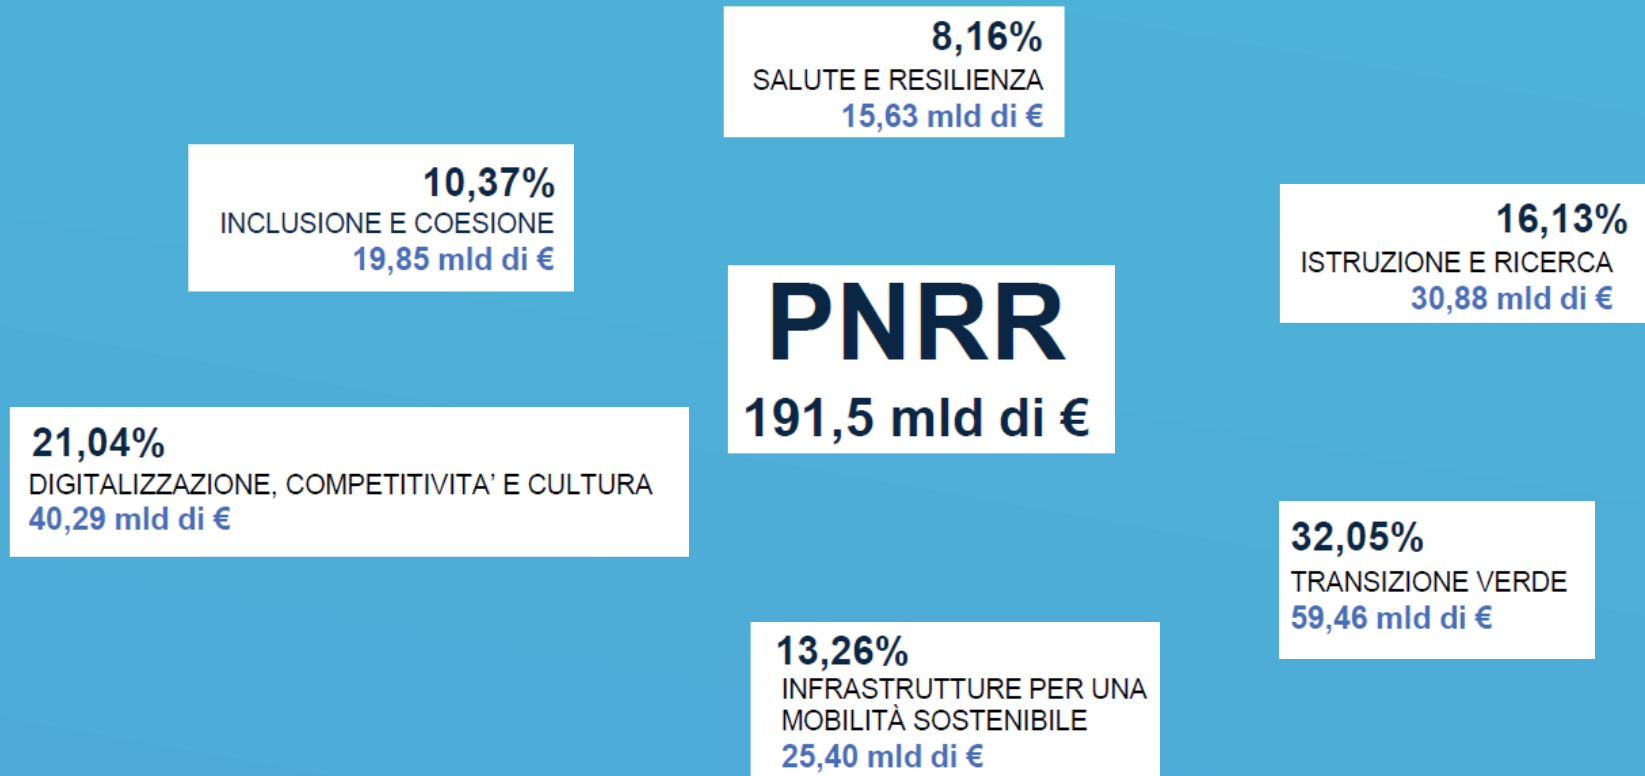 8,16%
SALUTE E RESILIENZA
15,63 mld di €
10,37%
INCLUSIONE E COESIONE
19,85 mld di €
16,13%
ISTRUZIONE E RICERCA
30,88 mld di €
PNRR
191,5 mld di €
21,04%
DIGITALIZZAZIONE, COMPETITIVITA' E CULTURA
40,29 mld di €
32,05%
TRANSIZIONE VERDE
59,46 mld di €
13,26%
INFRASTRUTTURE PER UNA
MOBILITÀ SOSTENIBILE
25,40 mld di €